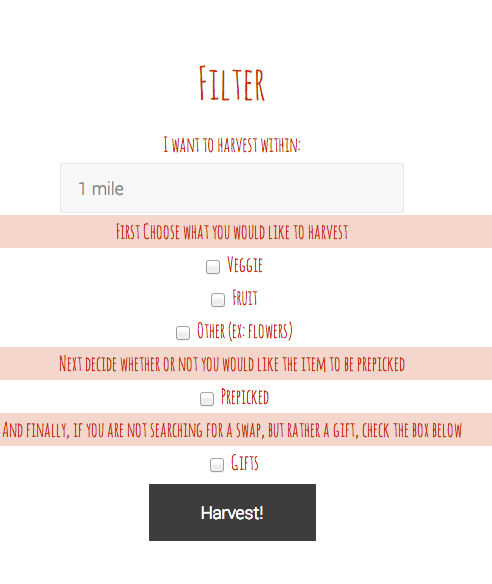 Filter
I want to harvest within:
1 mile
First Choose what you would like to harvest
Veggie
Fruit
Other (ex: flowers)
Next decide whether or not you would like the item to be prepicked
Prepicked
And finally, if you are not searching for a swap, but rather a gift, check the box below
Gifts
Harvest!